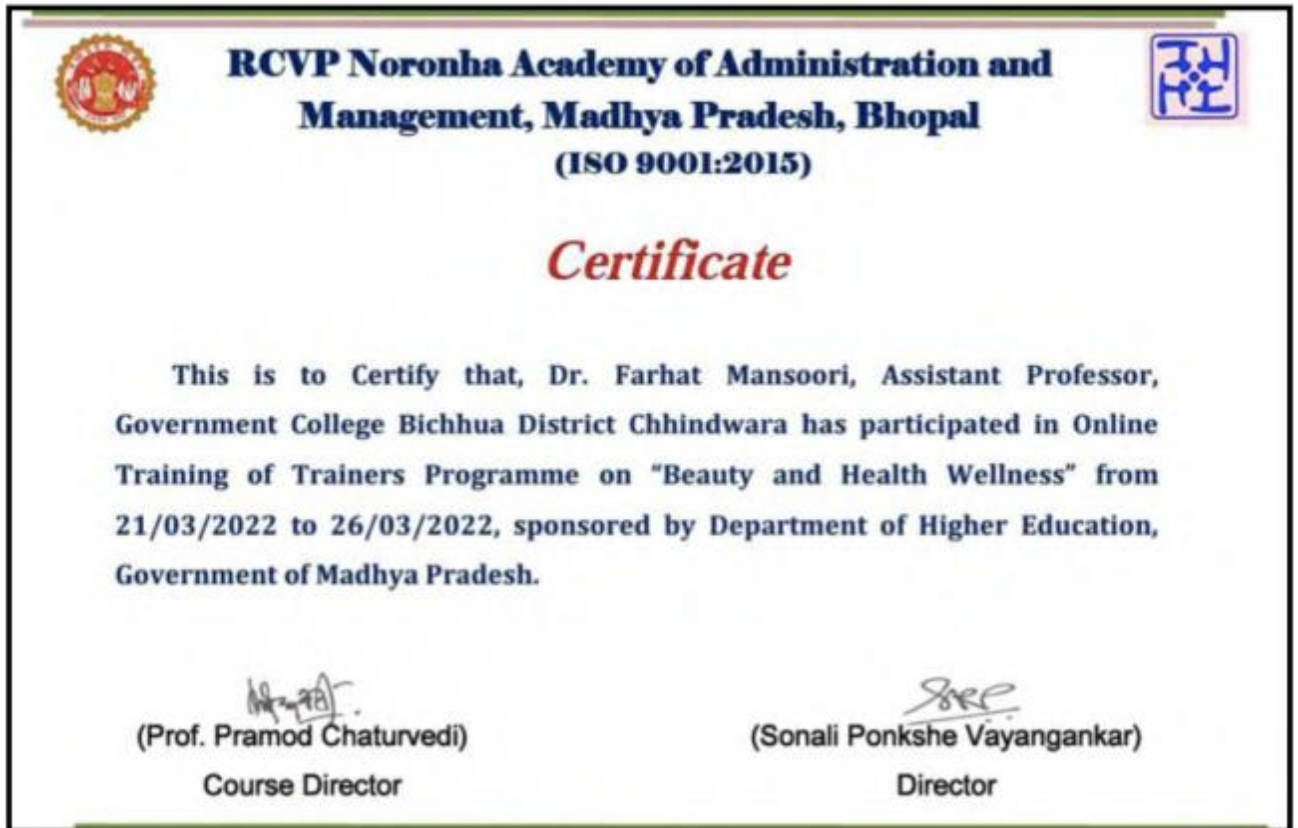 RCVP Noronha Academy of Administration and
Management, Madhya Pradesh, Bhopal
(ISO 9001:2015)
Certificate
This is to Certify that, Dr. Farhat Mansoori, Assistant Professor,
Government College Bichhua District Chhindwara has participated in Online
Training of Trainers Programme on “Beauty and Health Wellness” from
21/03/2022 to 26/03/2022, sponsored by Department of Higher Education,
Government of Madhya Pradesh.
(Prof. Pramod Chaturvedi)
Course Director
(Sonali Ponkshe Vayangankar)
Director